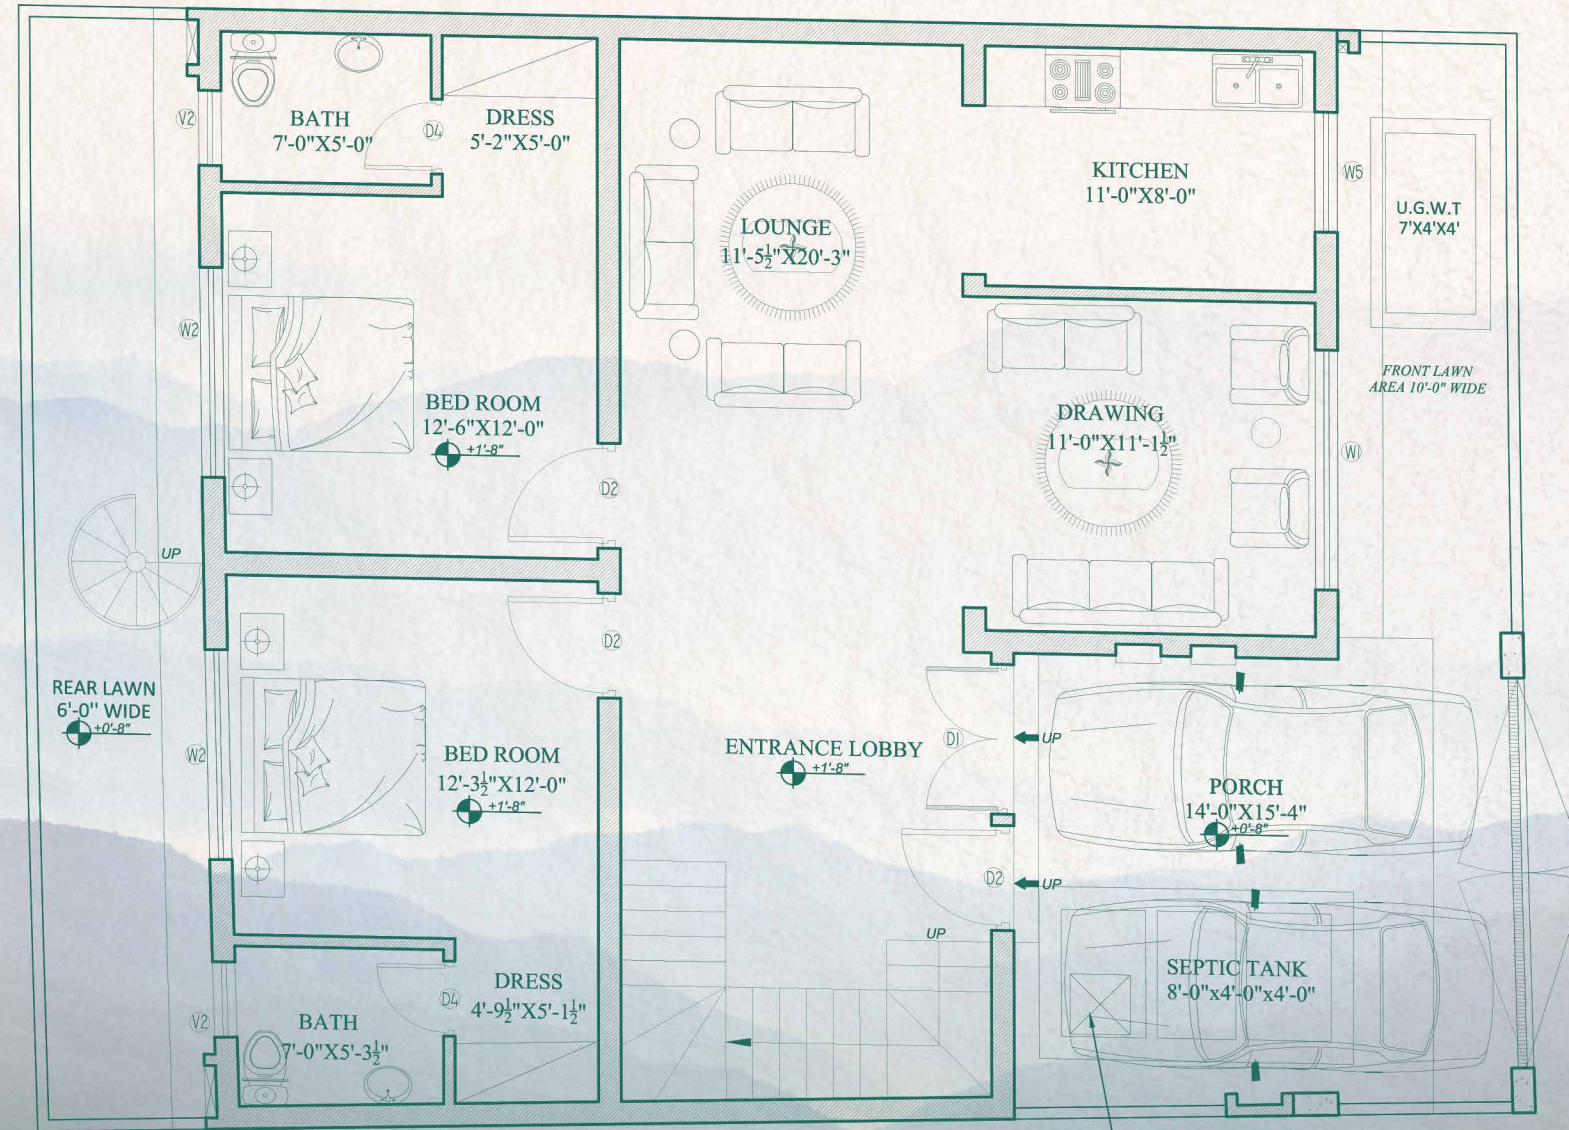 BATH
7'-0"X5'-0"
DRESS
5'-2"X5'-0"
V2
D4
KITCHEN
11'-0"X8'-0"
W5
U.G.W.T
7'X4'X4'
LOUNGE
11'-5½"X20'-3"
W2
FRONT LAWN
AREA 10'-0" WIDE
BED ROOM
12'-6"X12'-0"
+1'-8"
DRAWING
11'-0"X11'-1½"
W1
D2
UP
D2
REAR LAWN
6'-0" WIDE
+0'-8"
W2
BED ROOM
12'-3½"X12'-0"
+1'-8"
ENTRANCE LOBBY
+1'-8"
D1
UP
PORCH
14'-0"X15'-4"
+0'-8"
D2
UP
UP
SEPTIC TANK
8'-0"x4'-0"x4'-0"
DRESS
4'-9½"X5'-1½"
D4
V2
BATH
7'-0"X5'-3½"